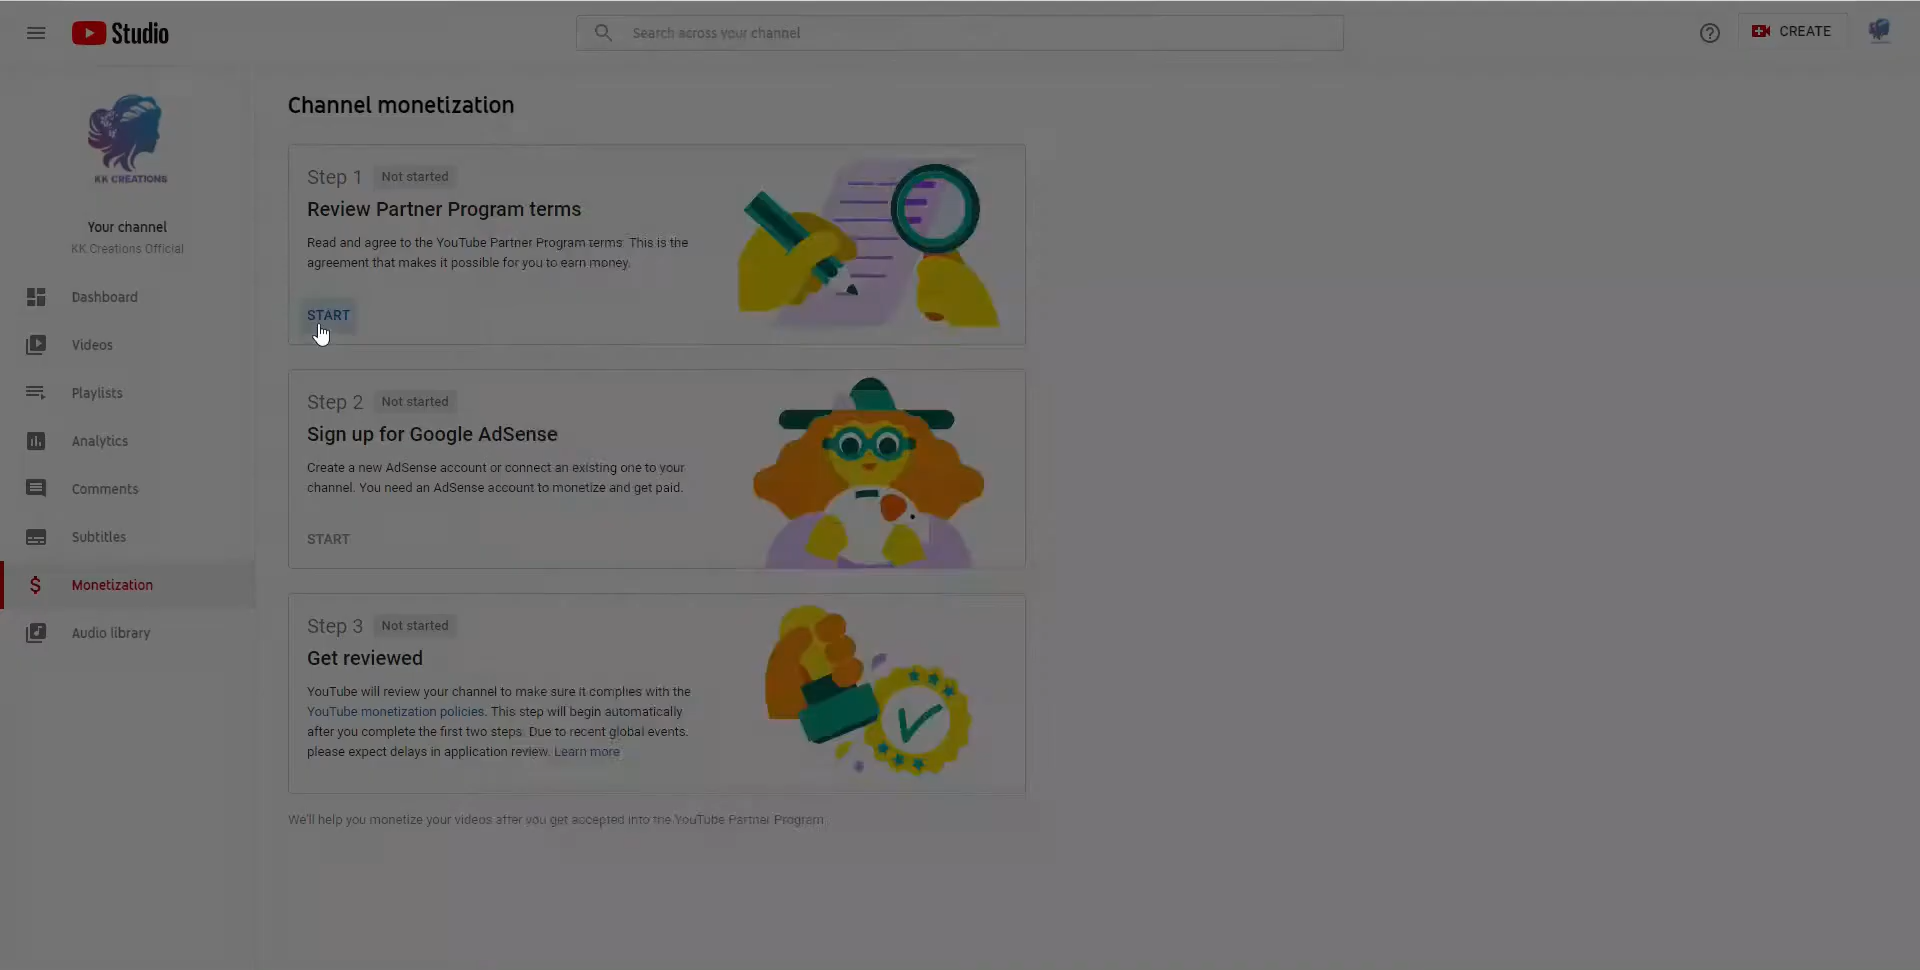 Studio
Search across your channel
CREATE
KK CREATIONS
Your channel
KK Creations Official
Dashboard
Videos
Playlists
Analytics
Comments
Subtitles
Monetization
Audio library
Channel monetization
Step 1 Not started
Review Partner Program terms
Read and agree to the YouTube Partner Program terms. This is the
agreement that makes it possible for you to earn money.
START
Step 2 Not started
Sign up for Google AdSense
Create a new AdSense account or connect an existing one to your
channel. You need an AdSense account to monetize and get paid.
START
Step 3 Not started
Get reviewed
YouTube will review your channel to make sure it complies with the
YouTube monetization policies. This step will begin automatically
after you complete the first two steps. Due to recent global events,
please expect delays in application review. Learn more
We'll help you monetize your videos after you get accepted into the YouTube Partner Program